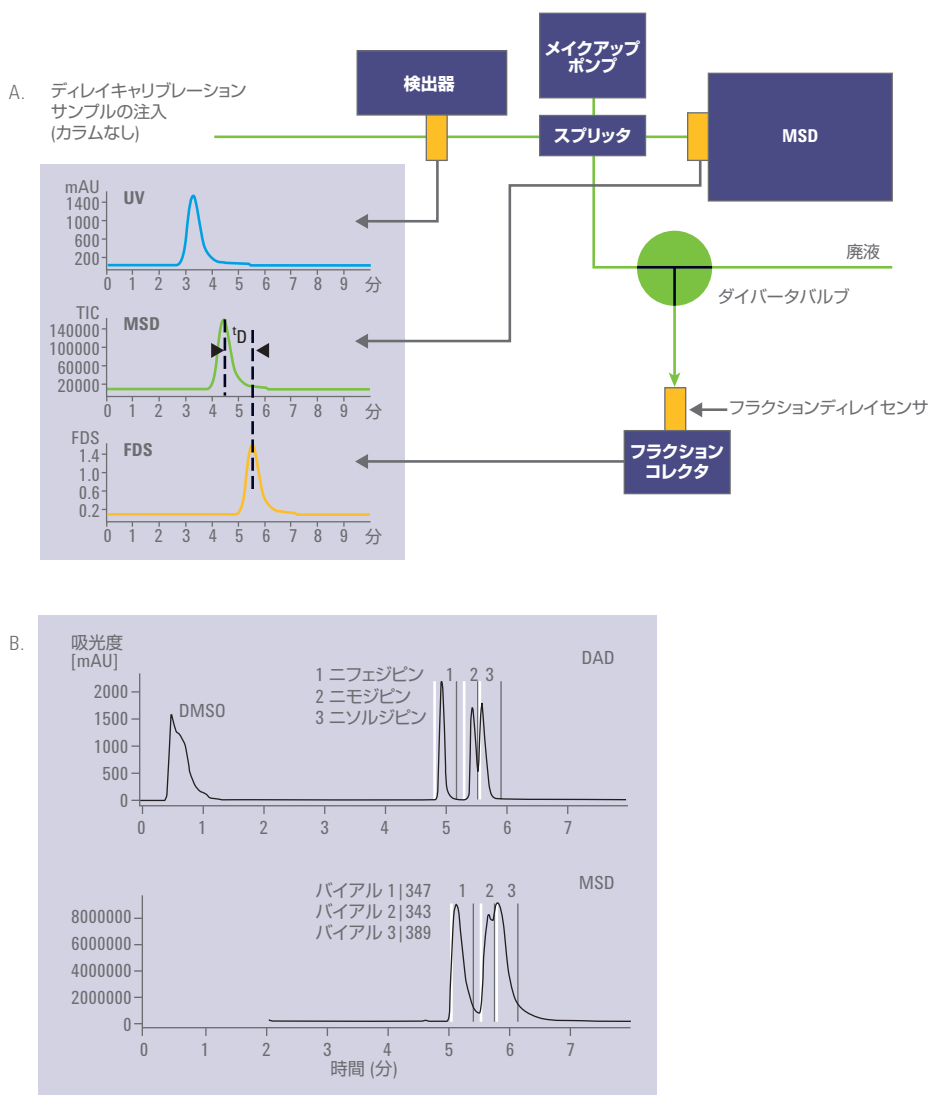 A.
ディレイキャリブレーション
サンプルの注入
(カラムなし)
検出器
メイクアップ
ポンプ
スプリッタ
MSD
廃液
ダイバータバルブ
フラクションディレイセンサ
フラクション
コレクタ
mAU
UV
1400
1000
600
200
0 1 2 3 4 5 6 7 8 9 分
TIC
MSD
tD
140000
100000
60000
20000
0 1 2 3 4 5 6 7 8 9 分
FDS
FDS
1.4
1.0
0.6
0.2
0 1 2 3 4 5 6 7 8 9 分
B.
吸光度
[mAU]
DAD
1 ニフェジピン
2 ニモジピン
3 ニソルジピン
1 2 3
DMSO
2000
1500
1000
500
0
0 1 2 3 4 5 6 7
MSD
バイアル 1|347
バイアル 2|343
バイアル 3|389
1 2 3
8000000
6000000
4000000
2000000
0
0 1 2 3 4 5 6 7
時間 (分)